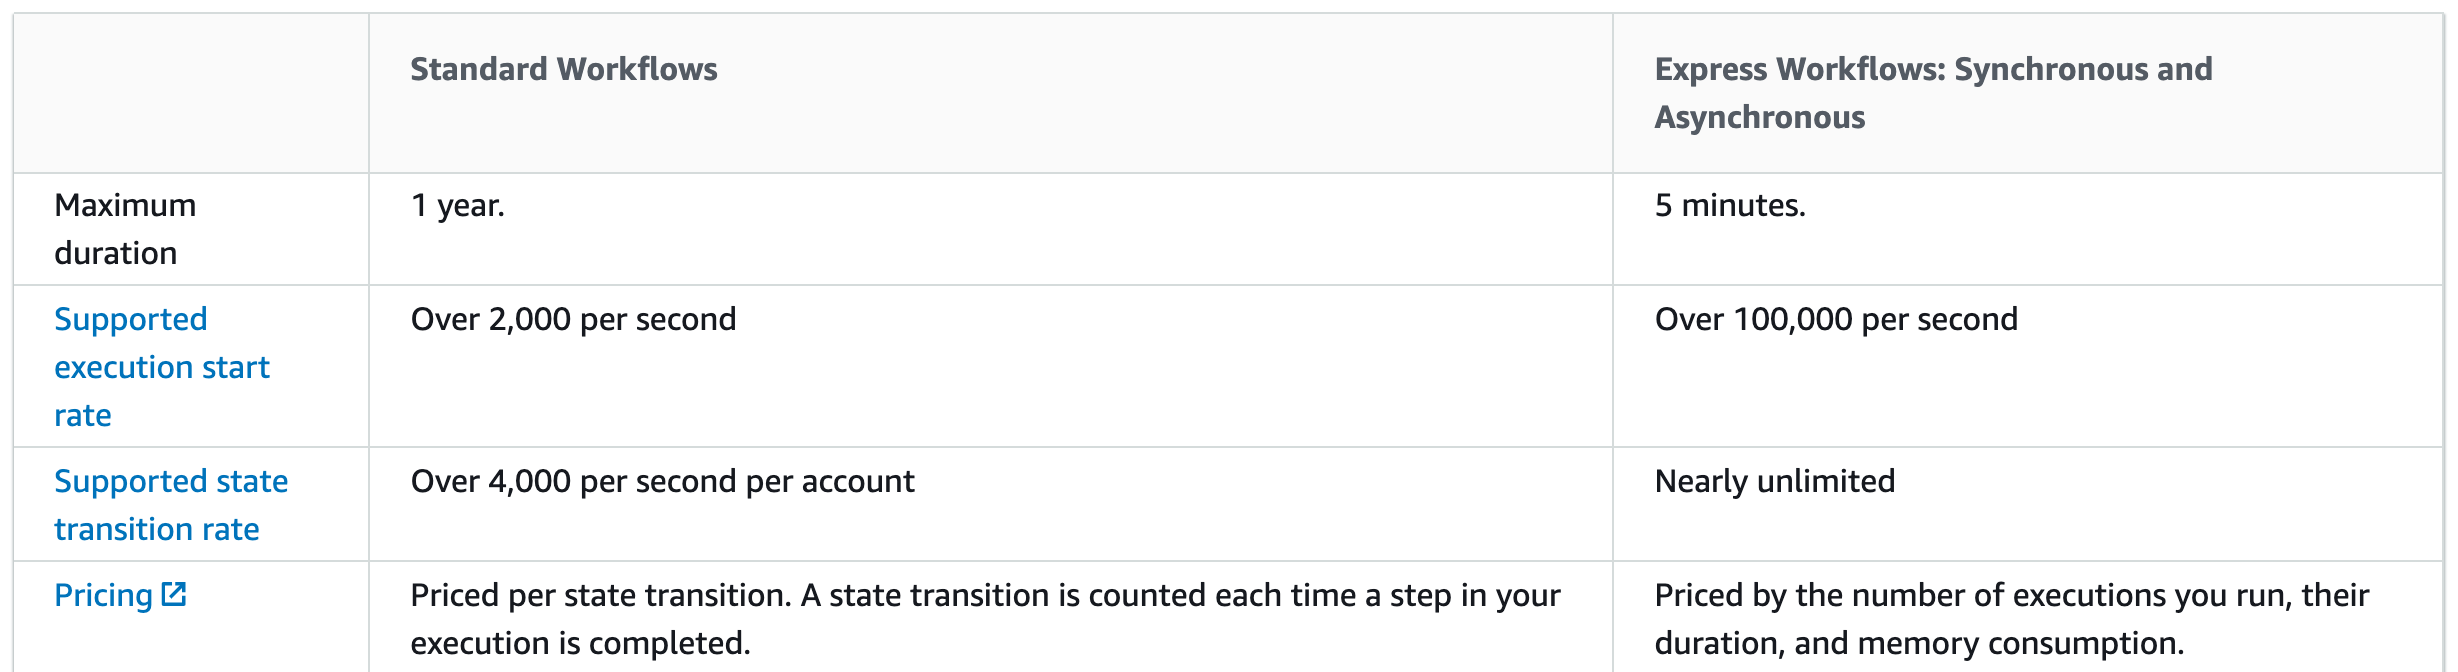 Standard Workflows
Express Workflows: Synchronous and
Asynchronous
Maximum
duration
1 year.
5 minutes.
Supported
execution start
rate
Over 2,000 per second
Over 100,000 per second
Supported state
transition rate
Over 4,000 per second per account
Nearly unlimited
Pricing
Priced per state transition. A state transition is counted each time a step in your
execution is completed.
Priced by the number of executions you run, their
duration, and memory consumption.